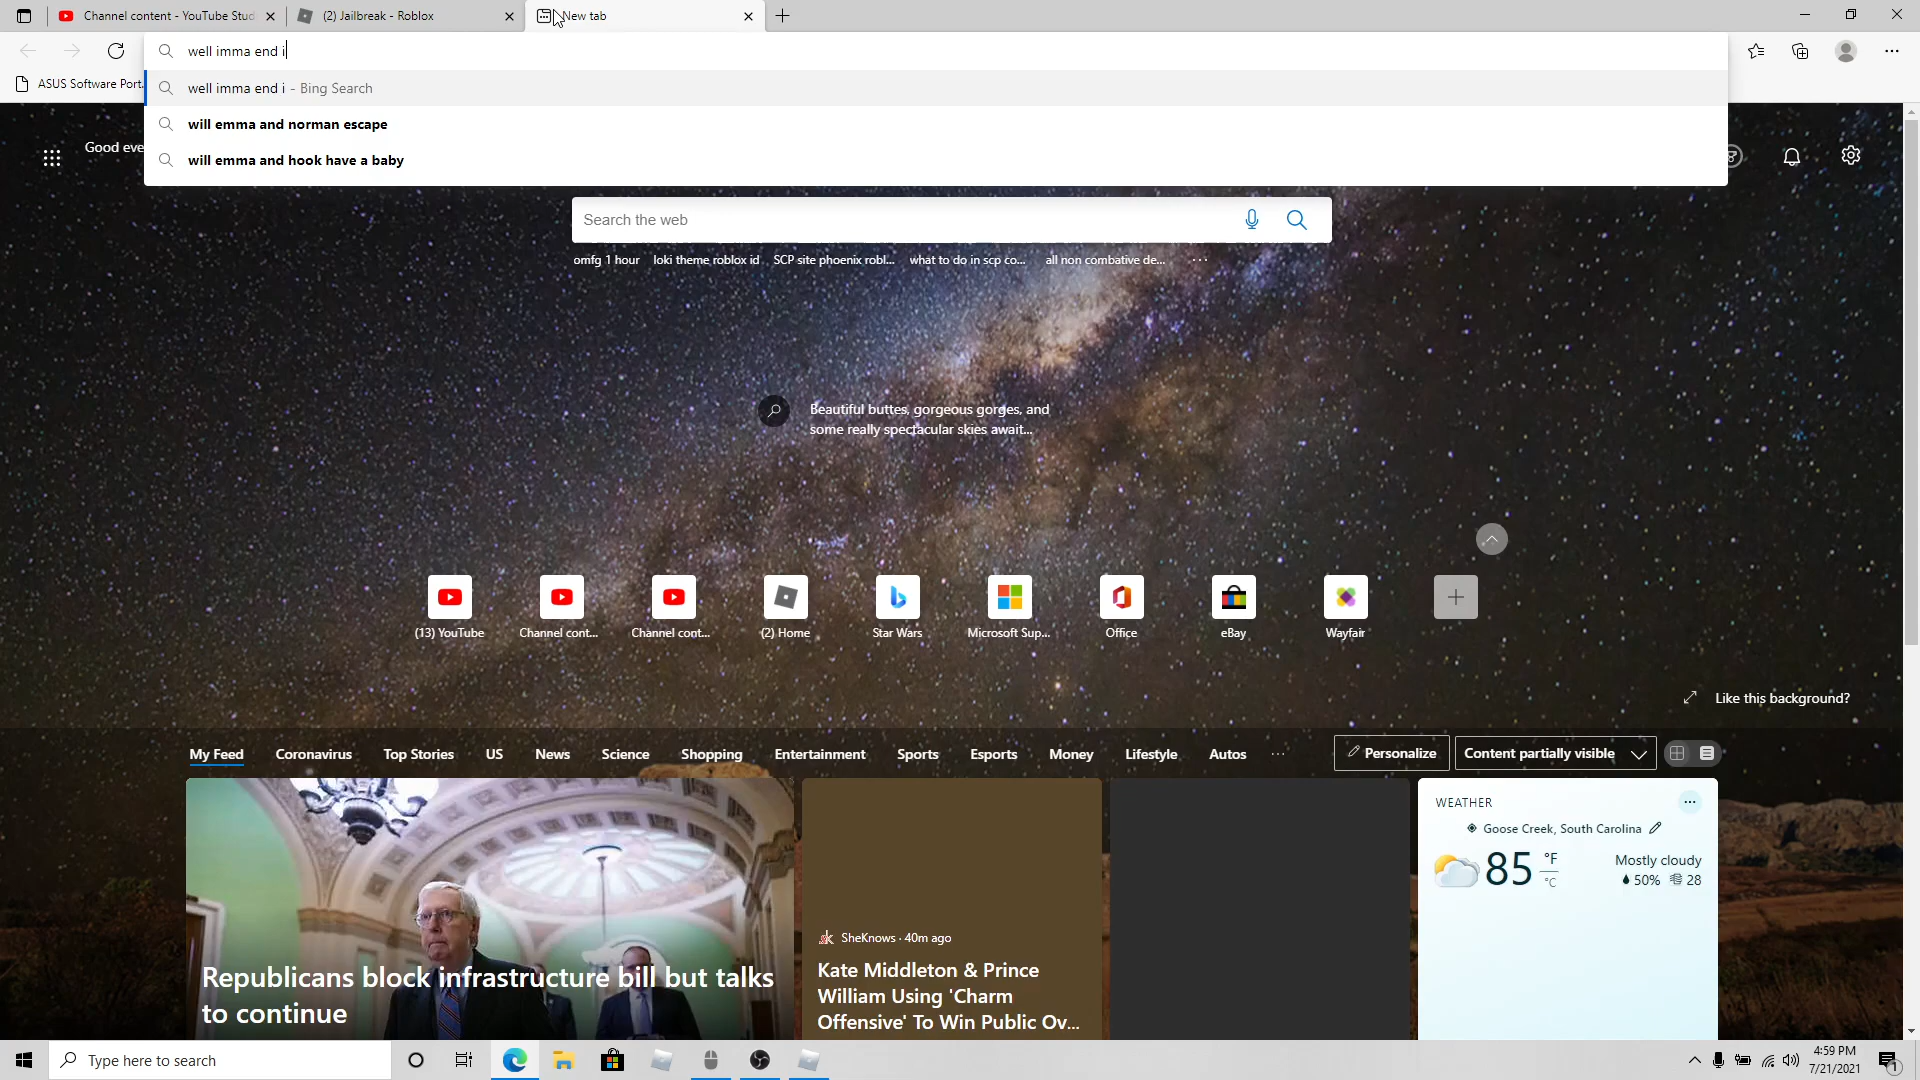 Channel content - YouTube Stud
(2) Jailbreak - Roblox
New tab
well imma end i
ASUS Software Port.
well imma end i - Bing Search
will emma and norman escape
will emma and hook have a baby
Good eve
Search the web
omfg 1 hour
loki theme roblox id
SCP site phoenix robl...
what to do in scp co...
all non combative de...
...
Beautiful buttes, gorgeous gorges, and
some really spectacular skies await...
(13) YouTube
Channel cont...
Channel cont...
(2) Home
Star Wars
Microsoft Sup...
Office
eBay
Wayfair
Like this background?
My Feed
Coronavirus
Top Stories
US
News
Science
Shopping
Entertainment
Sports
Esports
Money
Lifestyle
Autos
...
Personalize
Content partially visible
Republicans block infrastructure bill but talks
to continue
SheKnows · 40m ago
Kate Middleton & Prince
William Using 'Charm
Offensive' To Win Public Ov...
WEATHER
Goose Creek, South Carolina
85 °F
°C
Mostly cloudy
50% 28
Type here to search
4:59 PM
7/21/2021
1